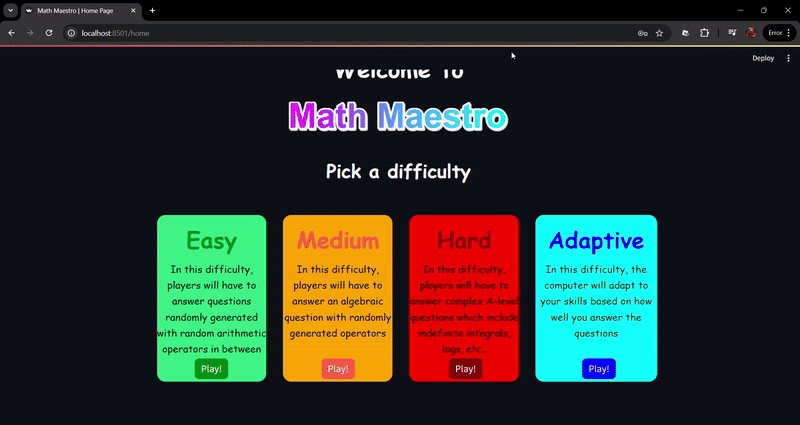 Math Maestro | Home Page
localhost:8501/home
Error
Deploy
Welcome To
Math Maestro
Pick a difficulty
Easy
In this difficulty,
players will have to
answer questions
randomly generated
with random arithmetic
operators in between
Play!
Medium
In this difficulty,
players will have to
answer an algebraic
question with randomly
generated operators
Play!
Hard
In this difficulty,
players will have to
answer complex A-level
questions which include
indefinite integrals,
logs, etc..
Play!
Adaptive
In this difficulty, the
computer will adapt to
your skills based on how
well you answer the
questions
Play!